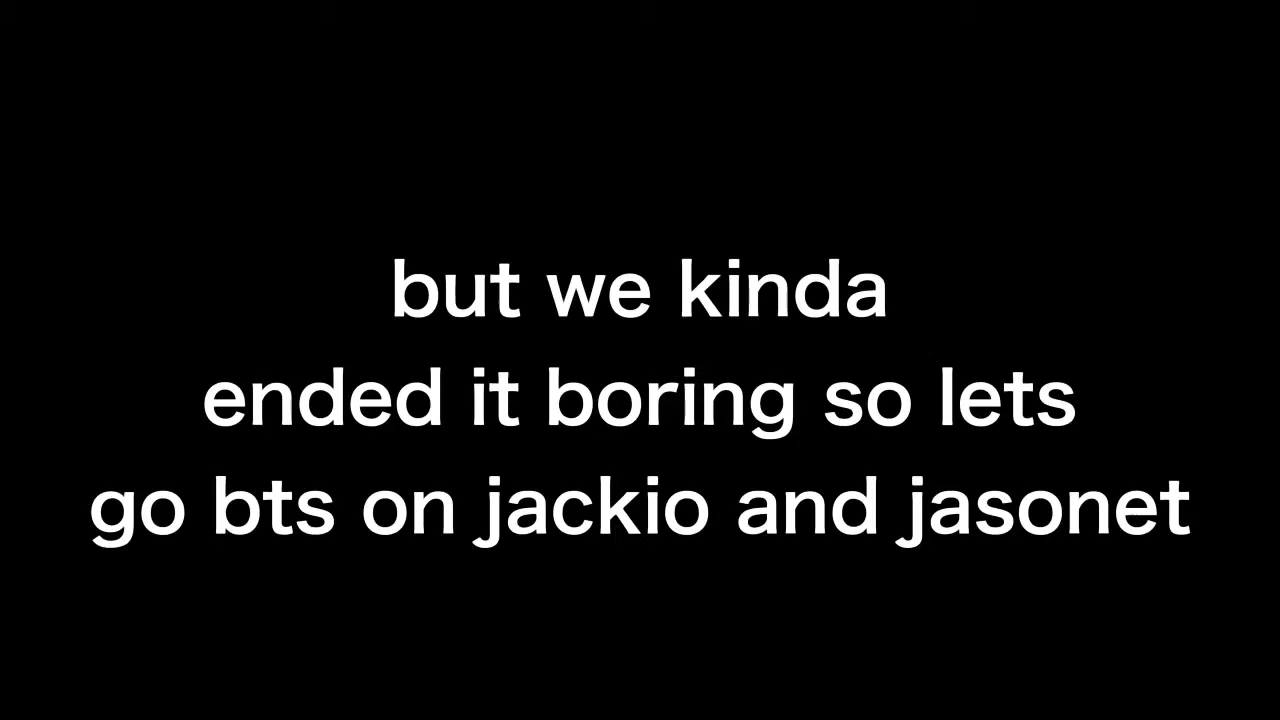 but we kinda
ended it boring so lets
go bts on jackio and jasonet